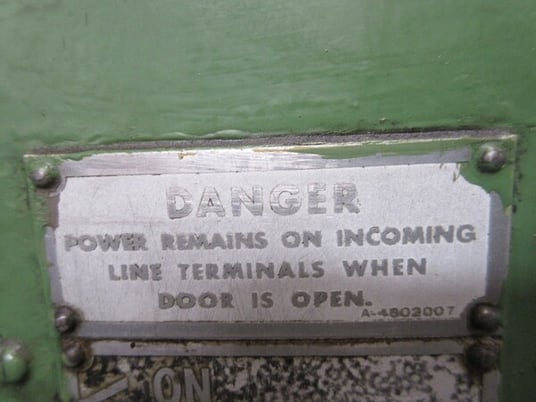 DANGER
POWER REMAINS ON INCOMING
LINE TERMINALS WHEN
DOOR IS OPEN.
A-4802007
ON